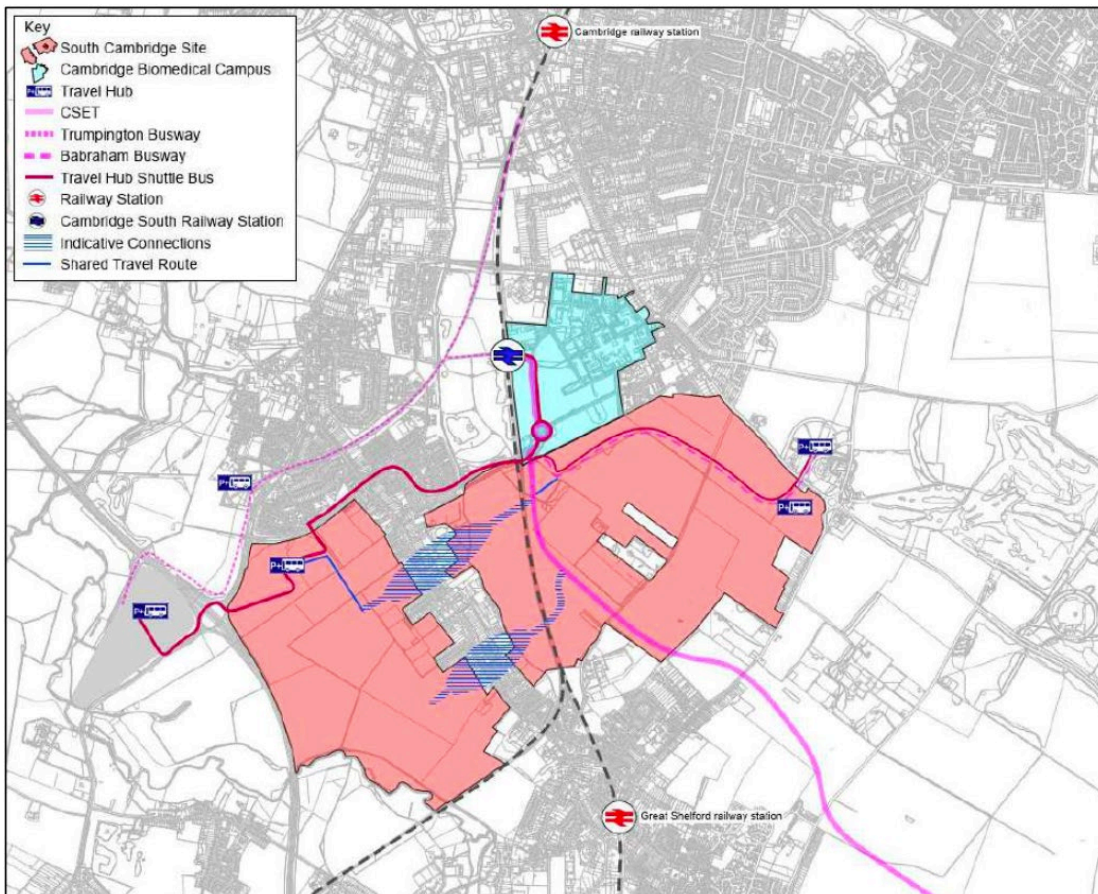 Key
South Cambridge Site
Cambridge Biomedical Campus
Travel Hub
CSET
Trumpington Busway
Babraham Busway
Travel Hub Shuttle Bus
Railway Station
Cambridge South Railway Station
Indicative Connections
Shared Travel Route
Cambridge railway station
P+
P+
P+
P+
P+
Great Shelford railway station